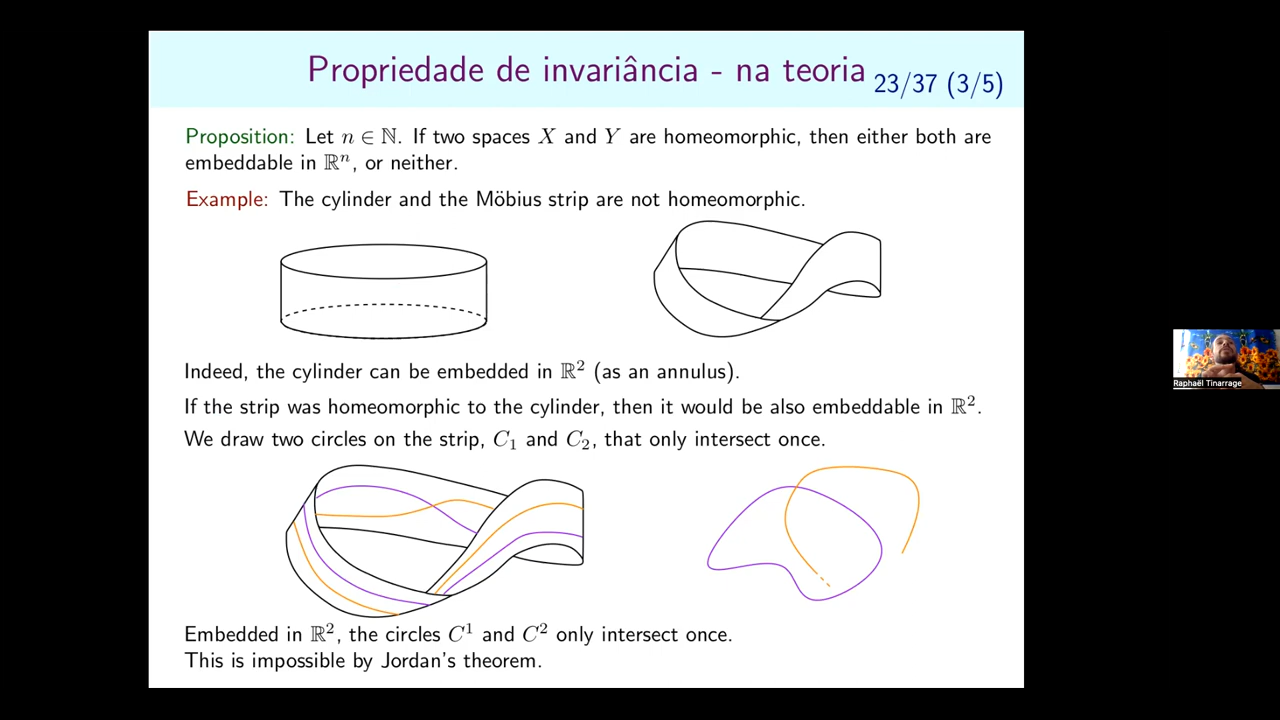 Propriedade de invariância - na teoria 23/37 (3/5)
Proposition: Let n ∈ ℕ. If two spaces X and Y are homeomorphic, then either both are
embeddable in ℝⁿ, or neither.
Example: The cylinder and the Möbius strip are not homeomorphic.
Indeed, the cylinder can be embedded in ℝ² (as an annulus).
If the strip was homeomorphic to the cylinder, then it would be also embeddable in ℝ².
We draw two circles on the strip, C₁ and C₂, that only intersect once.
Embedded in ℝ², the circles C¹ and C² only intersect once.
This is impossible by Jordan's theorem.
Raphaël Tinarrage